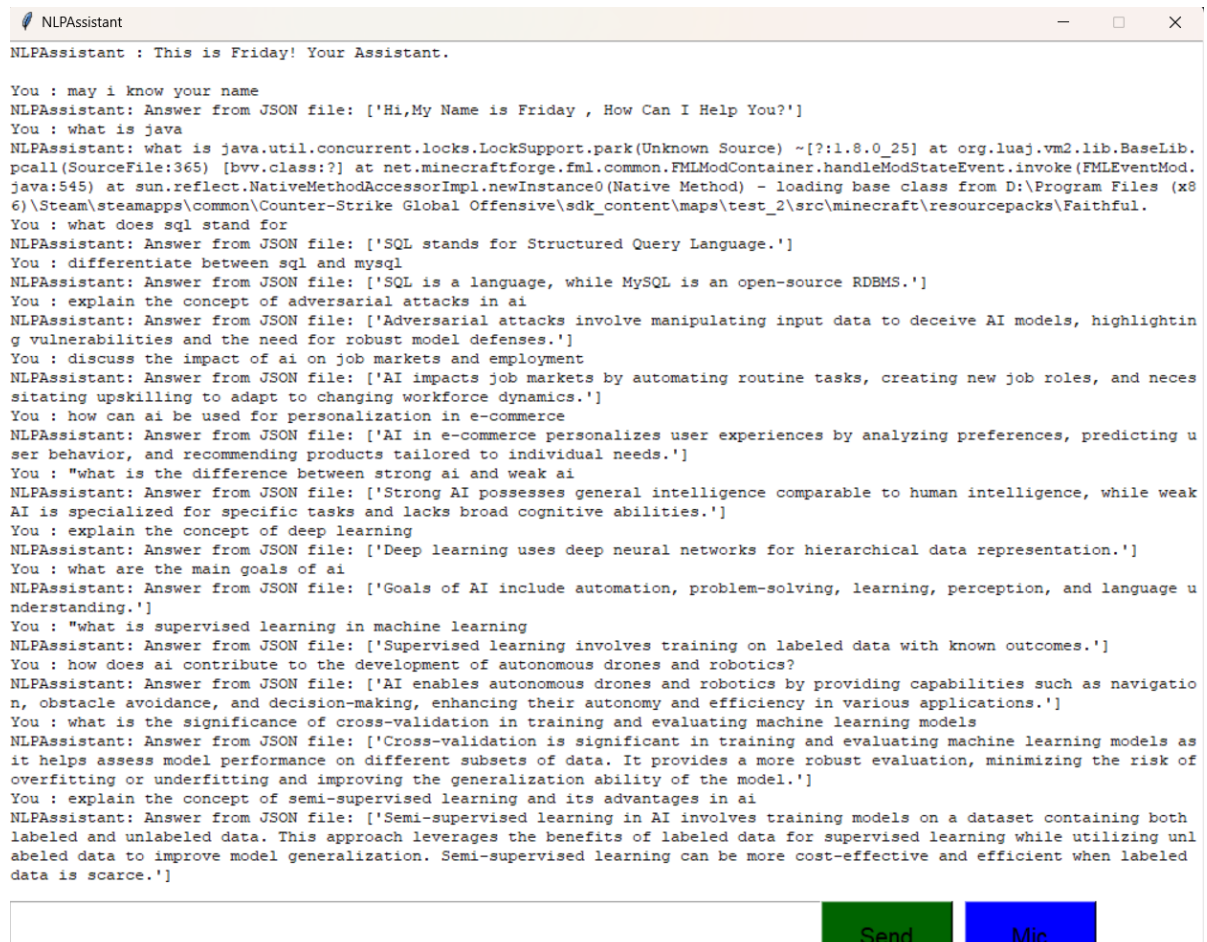 NLPAssistant
NLPAssistant : This is Friday! Your Assistant.
You : may i know your name
NLPAssistant: Answer from JSON file: ['Hi,My Name is Friday , How Can I Help You?']
You : what is java
NLPAssistant: what is java.util.concurrent.locks.LockSupport.park(Unknown Source) ~[?:1.8.0_25] at org.luaj.vm2.lib.BaseLib.
pcall(SourceFile:365) [bvv.class:?] at net.minecraftforge.fml.common.FMLModContainer.handleModStateEvent.invoke(FMLEventMod.
java:545) at sun.reflect.NativeMethodAccessorImpl.newInstance0(Native Method) - loading base class from D:\Program Files (x8
6)\Steam\steamapps\common\Counter-Strike Global Offensive\sdk_content\maps\test_2\src\minecraft\resourcepacks\Faithful.
You : what does sql stand for
NLPAssistant: Answer from JSON file: ['SQL stands for Structured Query Language.']
You : differentiate between sql and mysql
NLPAssistant: Answer from JSON file: ['SQL is a language, while MySQL is an open-source RDBMS.']
You : explain the concept of adversarial attacks in ai
NLPAssistant: Answer from JSON file: ['Adversarial attacks involve manipulating input data to deceive AI models, highlightin
g vulnerabilities and the need for robust model defenses.']
You : discuss the impact of ai on job markets and employment
NLPAssistant: Answer from JSON file: ['AI impacts job markets by automating routine tasks, creating new job roles, and neces
sitating upskilling to adapt to changing workforce dynamics.']
You : how can ai be used for personalization in e-commerce
NLPAssistant: Answer from JSON file: ['AI in e-commerce personalizes user experiences by analyzing preferences, predicting u
ser behavior, and recommending products tailored to individual needs.']
You : "what is the difference between strong ai and weak ai
NLPAssistant: Answer from JSON file: ['Strong AI possesses general intelligence comparable to human intelligence, while weak
AI is specialized for specific tasks and lacks broad cognitive abilities.']
You : explain the concept of deep learning
NLPAssistant: Answer from JSON file: ['Deep learning uses deep neural networks for hierarchical data representation.']
You : what are the main goals of ai
NLPAssistant: Answer from JSON file: ['Goals of AI include automation, problem-solving, learning, perception, and language u
nderstanding.']
You : "what is supervised learning in machine learning
NLPAssistant: Answer from JSON file: ['Supervised learning involves training on labeled data with known outcomes.']
You : how does ai contribute to the development of autonomous drones and robotics?
NLPAssistant: Answer from JSON file: ['AI enables autonomous drones and robotics by providing capabilities such as navigatio
n, obstacle avoidance, and decision-making, enhancing their autonomy and efficiency in various applications.']
You : what is the significance of cross-validation in training and evaluating machine learning models
NLPAssistant: Answer from JSON file: ['Cross-validation is significant in training and evaluating machine learning models as
it helps assess model performance on different subsets of data. It provides a more robust evaluation, minimizing the risk of
overfitting or underfitting and improving the generalization ability of the model.']
You : explain the concept of semi-supervised learning and its advantages in ai
NLPAssistant: Answer from JSON file: ['Semi-supervised learning in AI involves training models on a dataset containing both
labeled and unlabeled data. This approach leverages the benefits of labeled data for supervised learning while utilizing unl
abeled data to improve model generalization. Semi-supervised learning can be more cost-effective and efficient when labeled
data is scarce.']
Send Mic